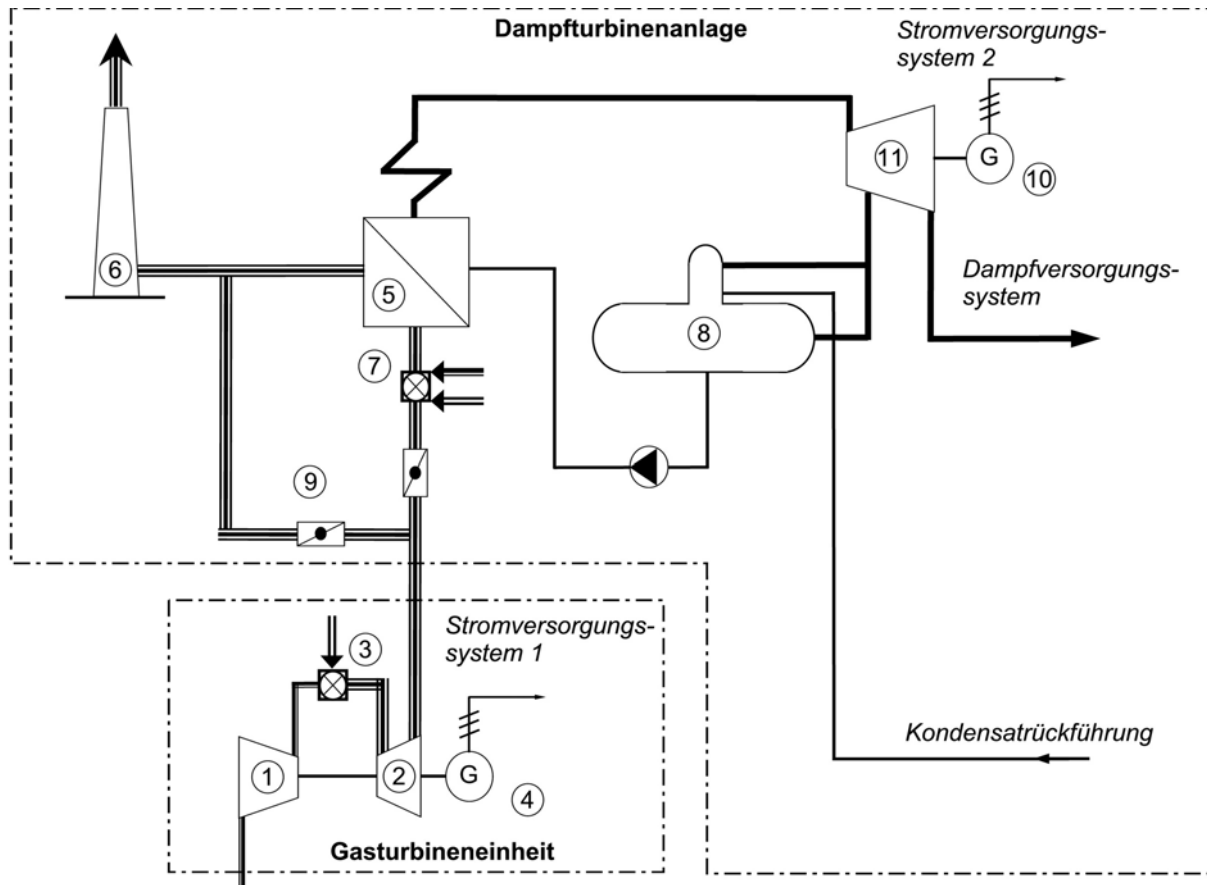 Dampfturbinenanlage
Stromversorgungs-
system 2
11
G
10
6
5
Dampfversorgungs-
system
8
7
9
Stromversorgungs-
system 1
3
Kondensatrückführung
1
2
G
4
Gasturbineneinheit